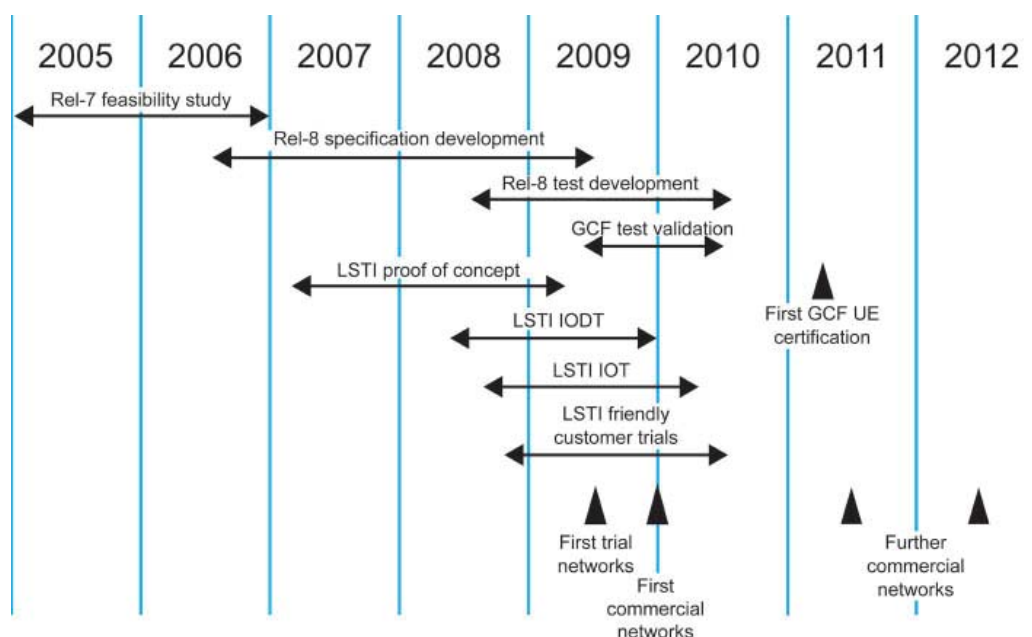 2005 2006 2007 2008 2009 2010 2011 2012
Rel-7 feasibility study
Rel-8 specification development
Rel-8 test development
GCF test validation
LSTI proof of concept
First GCF UE
certification
LSTI IODT
LSTI IOT
LSTI friendly
customer trials
First trial
networks
First
commercial
networks
Further
commercial
networks